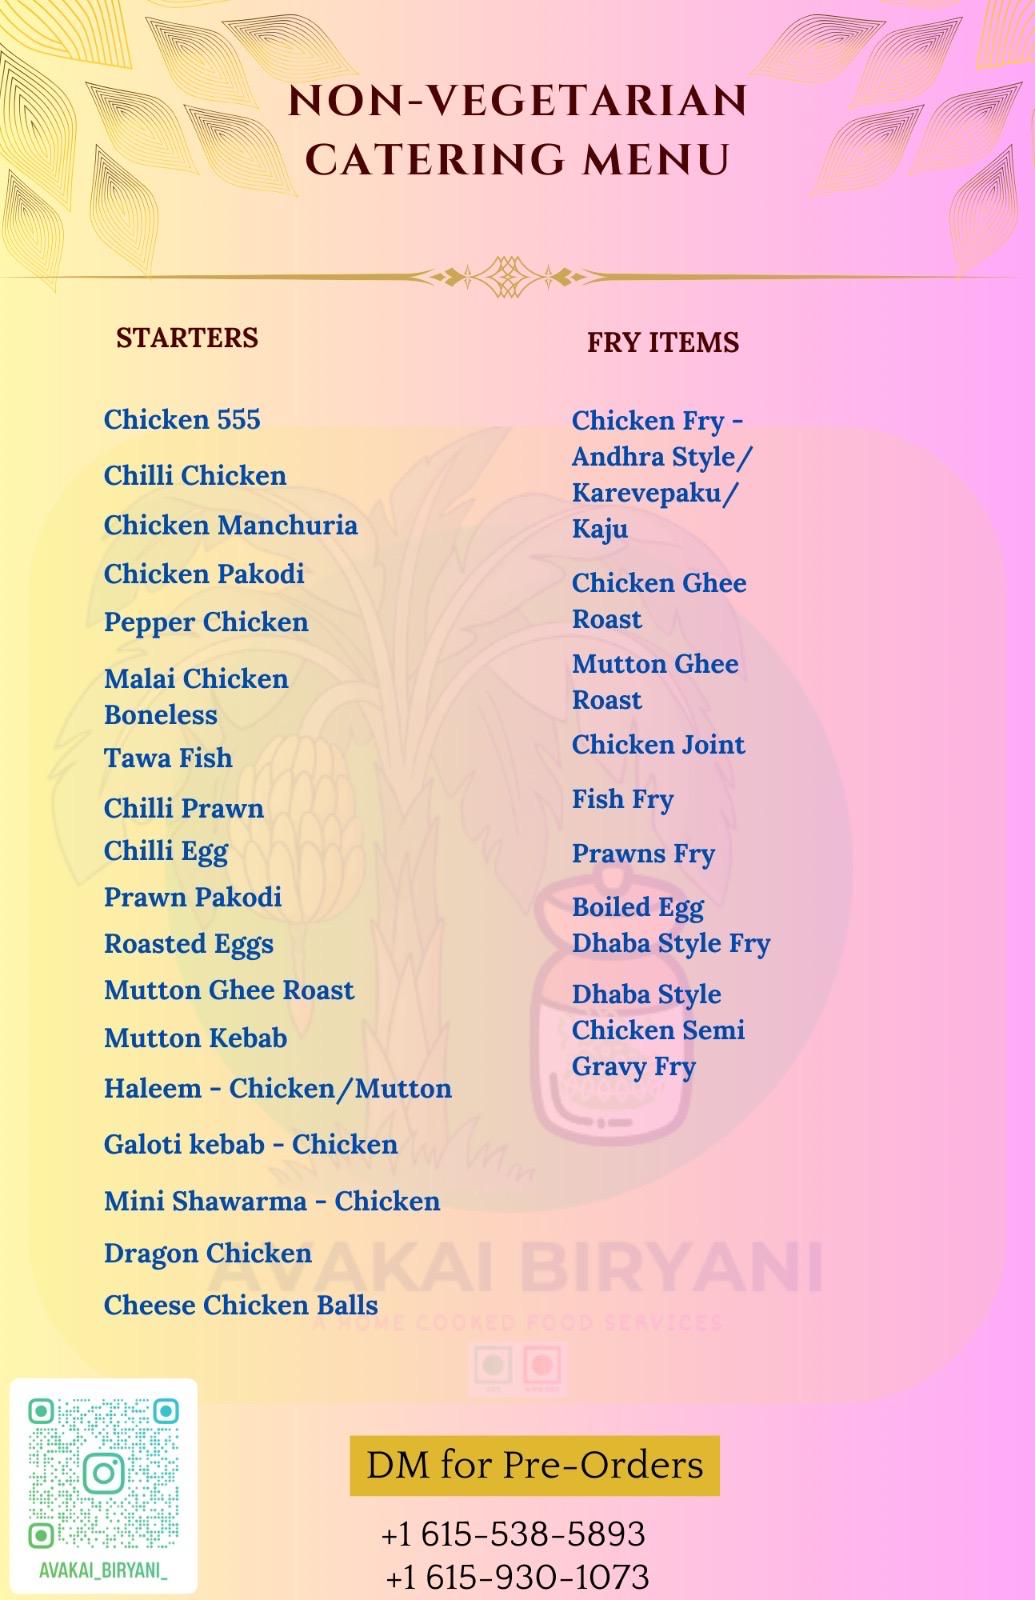 NON-VEGETARIAN
CATERING MENU
STARTERS
Chicken 555
Chilli Chicken
Chicken Manchuria
Chicken Pakodi
Pepper Chicken
Malai Chicken
Boneless
Tawa Fish
Chilli Prawn
Chilli Egg
Prawn Pakodi
Roasted Eggs
Mutton Ghee Roast
Mutton Kebab
Haleem - Chicken/Mutton
Galoti kebab - Chicken
Mini Shawarma - Chicken
Dragon Chicken
Cheese Chicken Balls
FRY ITEMS
Chicken Fry -
Andhra Style/
Karevepaku/
Kaju
Chicken Ghee
Roast
Mutton Ghee
Roast
Chicken Joint
Fish Fry
Prawns Fry
Boiled Egg
Dhaba Style Fry
Dhaba Style
Chicken Semi
Gravy Fry
AVAKAI BIRYANI
A HOME COOKED FOOD SERVICES
AVAKAI_BIRYANI_
DM for Pre-Orders
+1 615-538-5893
+1 615-930-1073